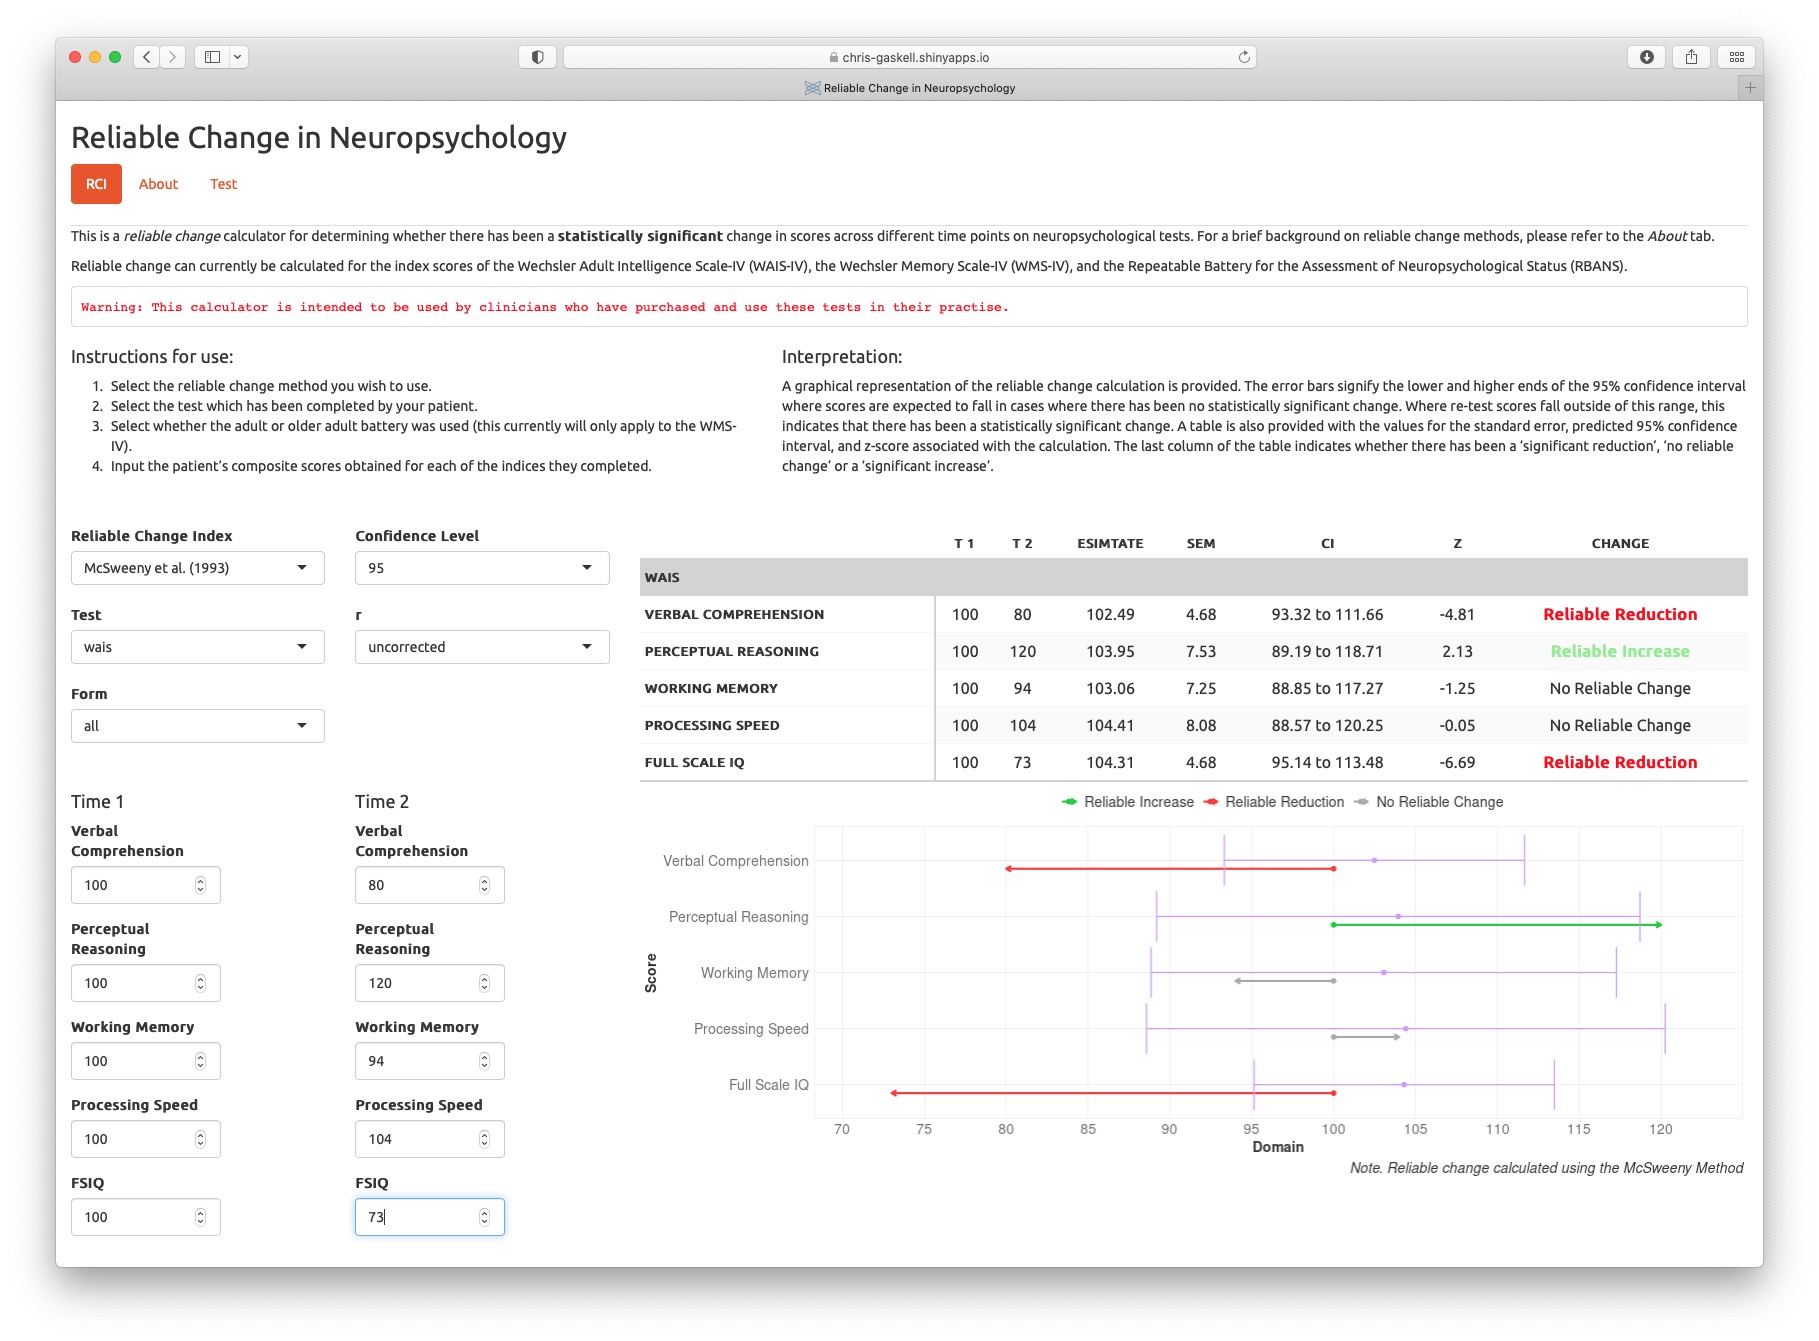 chris-gaskell.shinyapps.io
Reliable Change in Neuropsychology
Reliable Change in Neuropsychology
RCI About Test
This is a reliable change calculator for determining whether there has been a statistically significant change in scores across different time points on neuropsychological tests. For a brief background on reliable change methods, please refer to the About tab.
Reliable change can currently be calculated for the index scores of the Wechsler Adult Intelligence Scale-IV (WAIS-IV), the Wechsler Memory Scale-IV (WMS-IV), and the Repeatable Battery for the Assessment of Neuropsychological Status (RBANS).
Warning: This calculator is intended to be used by clinicians who have purchased and use these tests in their practise.
Instructions for use:
1. Select the reliable change method you wish to use.
2. Select the test which has been completed by your patient.
3. Select whether the adult or older adult battery was used (this currently will only apply to the WMS-
IV).
4. Input the patient's composite scores obtained for each of the indices they completed.
Interpretation:
A graphical representation of the reliable change calculation is provided. The error bars signify the lower and higher ends of the 95% confidence interval
where scores are expected to fall in cases where there has been no statistically significant change. Where re-test scores fall outside of this range, this
indicates that there has been a statistically significant change. A table is also provided with the values for the standard error, predicted 95% confidence
interval, and z-score associated with the calculation. The last column of the table indicates whether there has been a 'significant reduction', 'no reliable
change' or a 'significant increase'.
Reliable Change Index
McSweeny et al. (1993)
Confidence Level
95
Test
wais
r
uncorrected
Form
all
Time 1
Verbal
Comprehension
100
Perceptual
Reasoning
100
Working Memory
100
Processing Speed
100
FSIQ
100
Time 2
Verbal
Comprehension
80
Perceptual
Reasoning
120
Working Memory
94
Processing Speed
104
FSIQ
73
T 1 T 2 ESIMTATE SEM CI Z CHANGE
WAIS
VERBAL COMPREHENSION 100 80 102.49 4.68 93.32 to 111.66 -4.81 Reliable Reduction
PERCEPTUAL REASONING 100 120 103.95 7.53 89.19 to 118.71 2.13 Reliable Increase
WORKING MEMORY 100 94 103.06 7.25 88.85 to 117.27 -1.25 No Reliable Change
PROCESSING SPEED 100 104 104.41 8.08 88.57 to 120.25 -0.05 No Reliable Change
FULL SCALE IQ 100 73 104.31 4.68 95.14 to 113.48 -6.69 Reliable Reduction
Reliable Increase Reliable Reduction No Reliable Change
Score
Verbal Comprehension
Perceptual Reasoning
Working Memory
Processing Speed
Full Scale IQ
70 75 80 85 90 95 100 105 110 115 120
Domain
Note. Reliable change calculated using the McSweeny Method